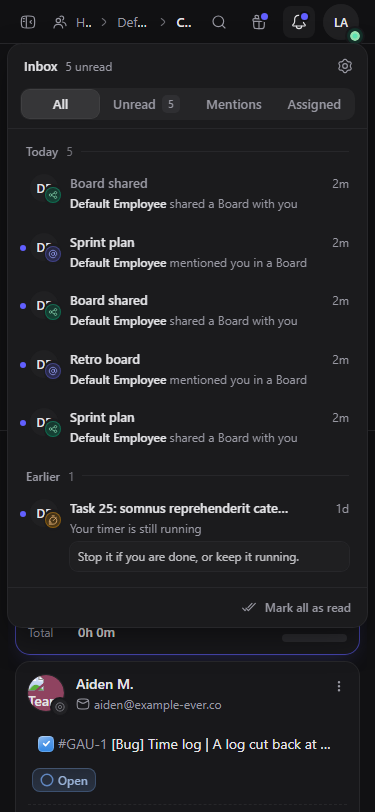 H.. > Def... > C.. LA
Inbox 5 unread
All Unread 5 Mentions Assigned
Today 5
Board shared 2m
Default Employee shared a Board with you
Sprint plan 2m
Default Employee mentioned you in a Board
Board shared 2m
Default Employee shared a Board with you
Retro board 2m
Default Employee mentioned you in a Board
Sprint plan 2m
Default Employee shared a Board with you
Earlier 1
Task 25: somnus reprehenderit cate... 1d
Your timer is still running
Stop it if you are done, or keep it running.
Mark all as read
Total 0h 0m
Aiden M.
aiden@example-ever.co
#GAU-1 [Bug] Time log | A log cut back at ...
Open